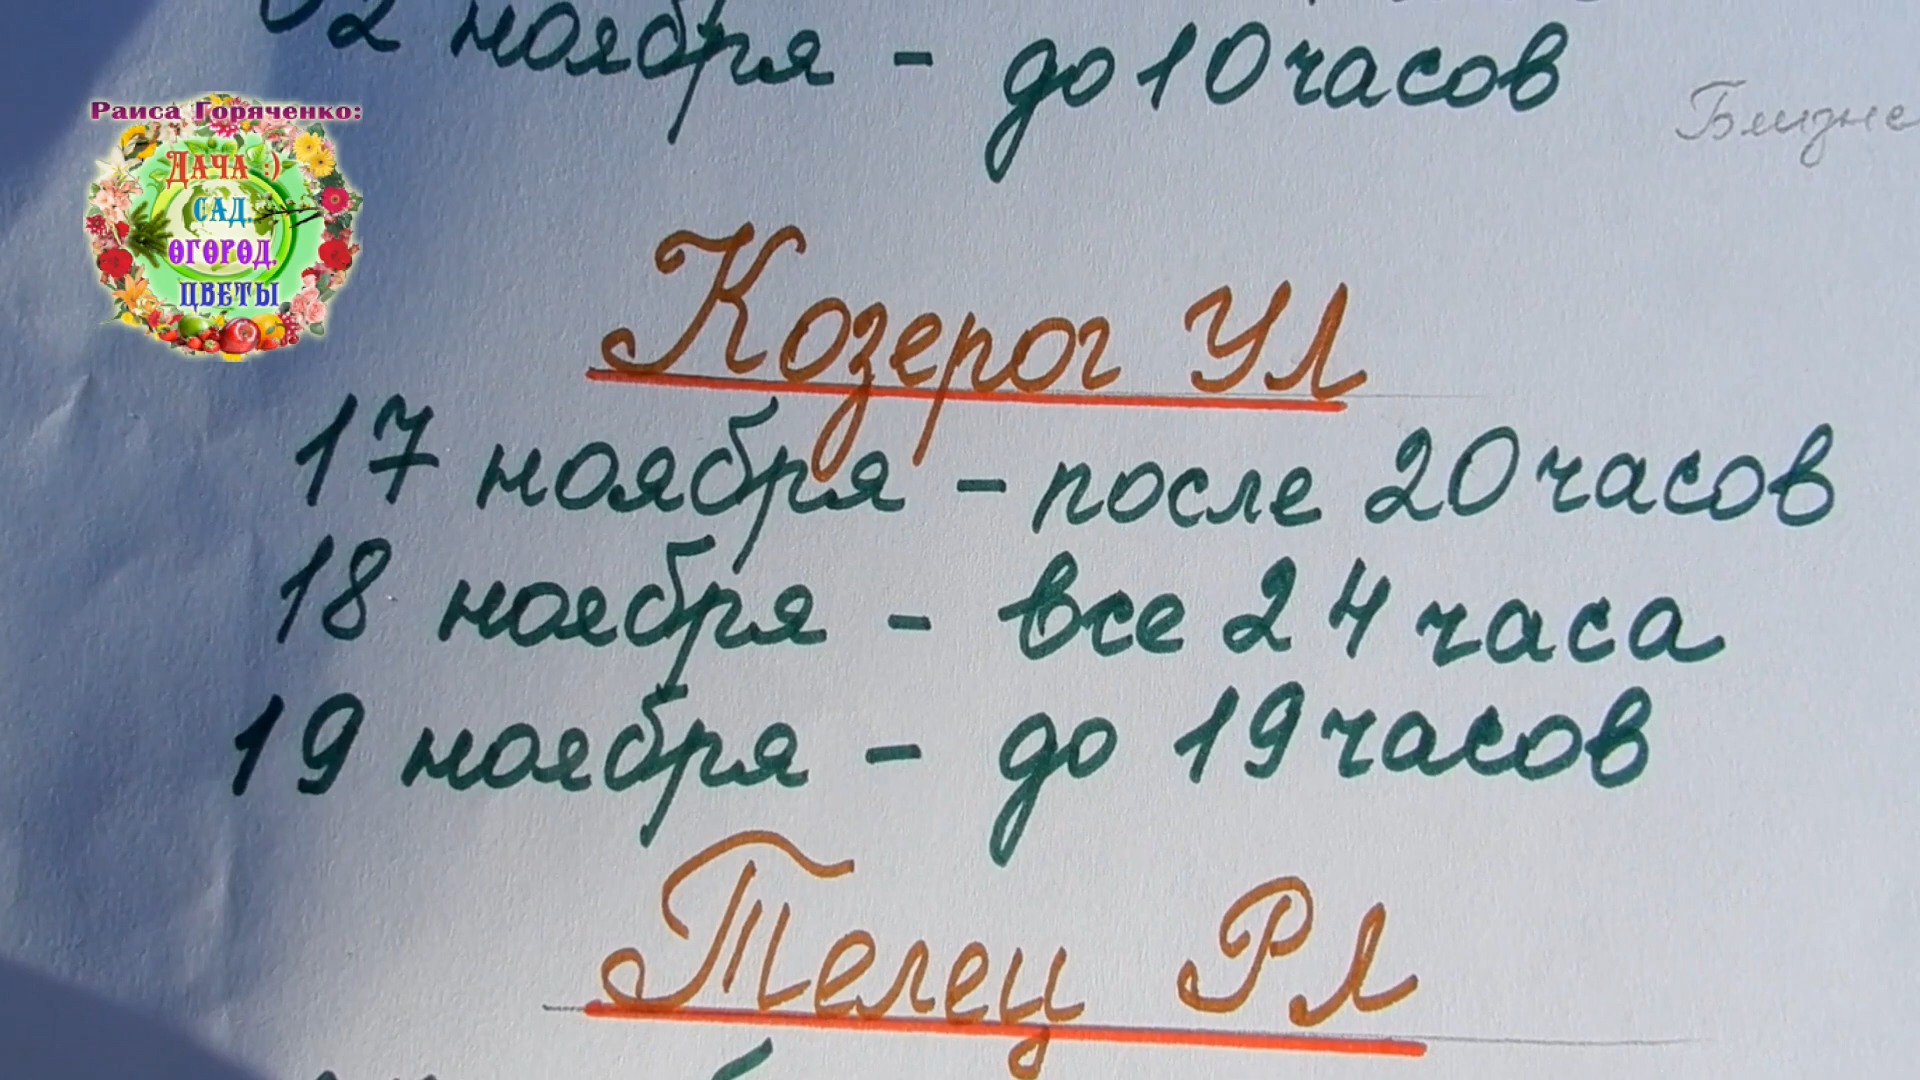 02 ноября - до 10 часов
Раиса Горяченко:
Дача :)
САД.
ОГОРОД.
ЦВЕТЫ
Козерог УЛ
17 ноября - после 20 часов
18 ноября - все 24 часа
19 ноября - до 19 часов
Телец РЛ